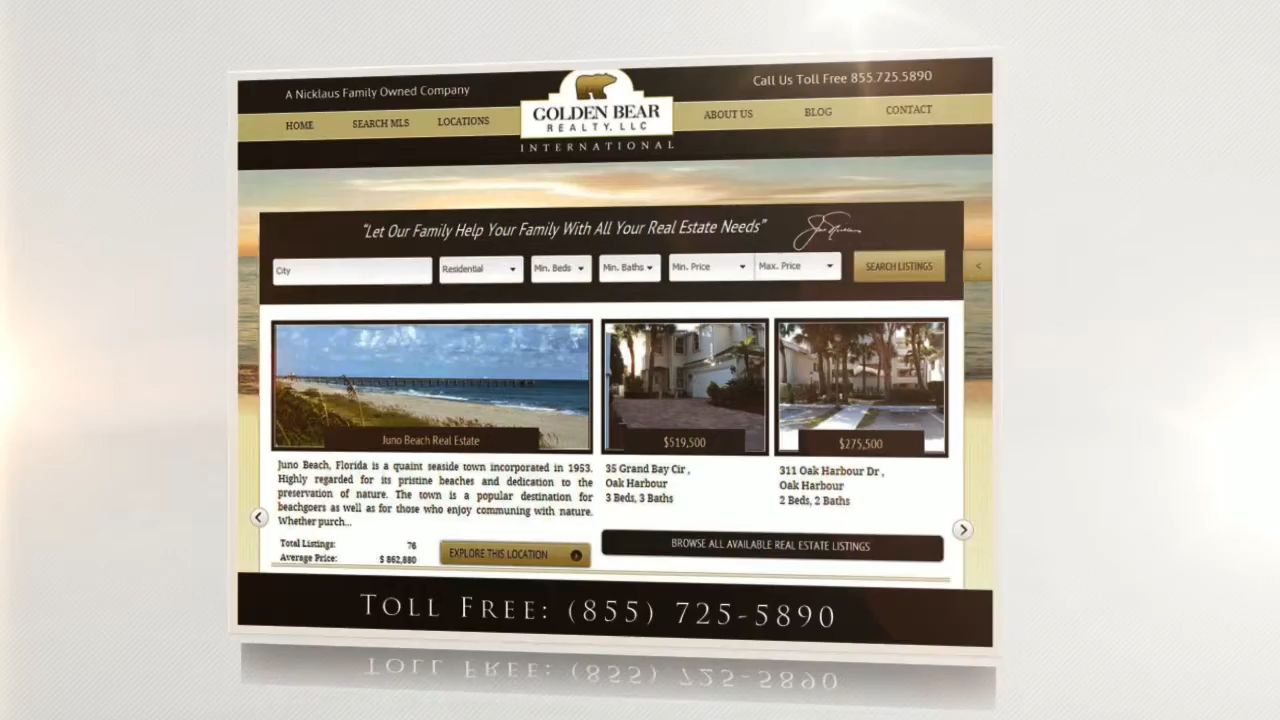 A Nicklaus Family Owned Company
Call Us Toll Free 855.725.5890
HOME
SEARCH MLS
LOCATIONS
GOLDEN BEAR
REALTY, LLC
INTERNATIONAL
ABOUT US
BLOG
CONTACT
"Let Our Family Help Your Family With All Your Real Estate Needs"
City
Residential
Min. Beds
Min. Baths
Min. Price
Max. Price
SEARCH LISTINGS
<
Juno Beach Real Estate
$519,500
$275,500
Juno Beach, Florida is a quaint seaside town incorporated in 1953.
Highly regarded for its pristine beaches and dedication to the
preservation of nature. The town is a popular destination for
beachgoers as well as for those who enjoy communing with nature.
Whether purch...
Total Listings: 76
Average Price: $ 862,880
EXPLORE THIS LOCATION
35 Grand Bay Cir ,
Oak Harbour
3 Beds, 3 Baths
311 Oak Harbour Dr ,
Oak Harbour
2 Beds, 2 Baths
BROWSE ALL AVAILABLE REAL ESTATE LISTINGS
TOLL FREE: (855) 725-5890